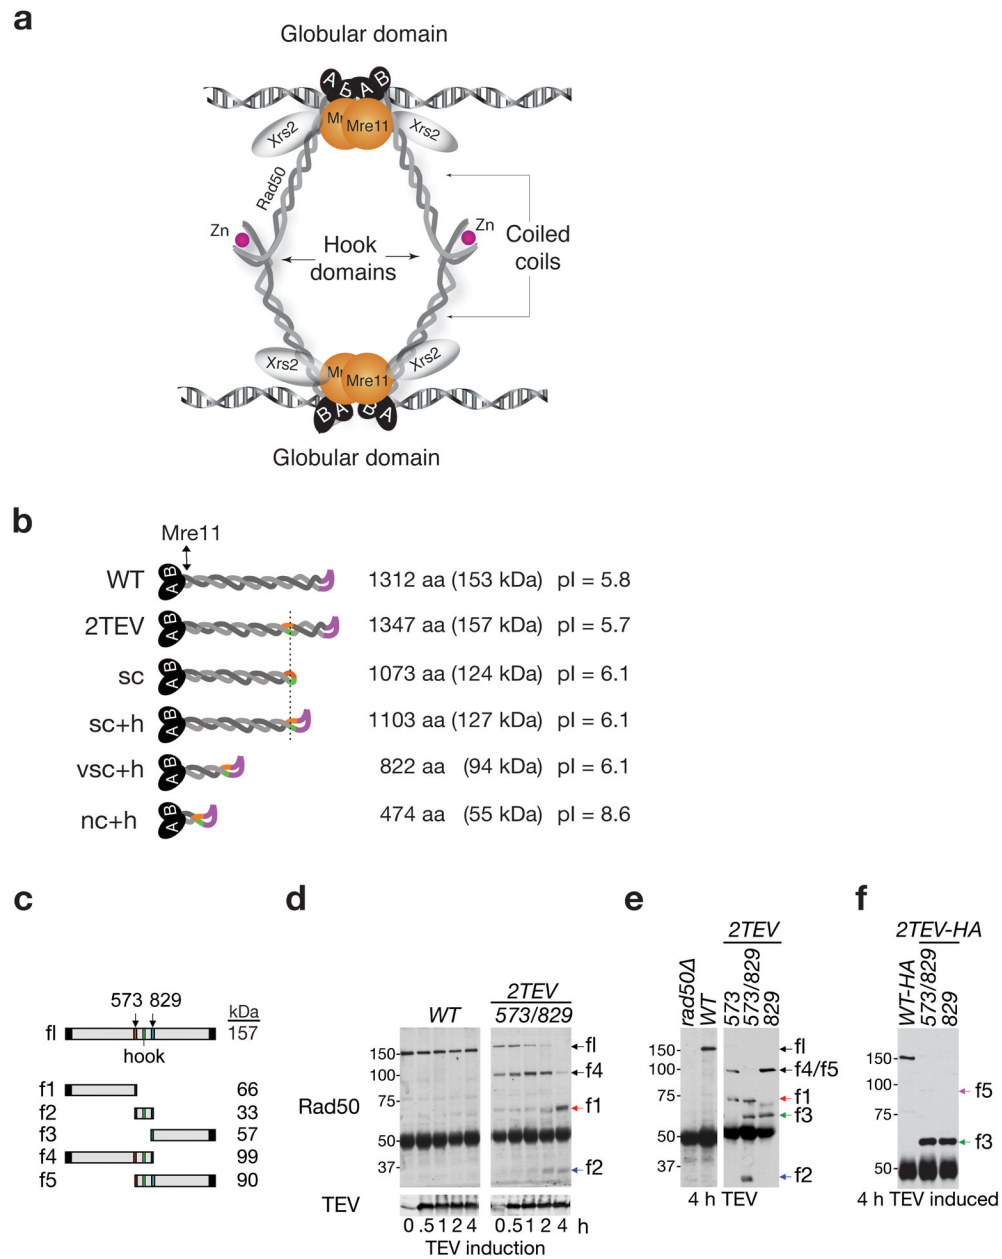 a
Globular domain
A B A B
Mr Mre11
Xrs2 Xrs2
Rad50
Zn Zn
Hook
domains
Coiled
coils
Xrs2 Xrs2
Mr Mre11
B A B A
Globular domain
b
Mre11
WT A B 1312 aa (153 kDa) pI = 5.8
2TEV A B 1347 aa (157 kDa) pI = 5.7
sc A B 1073 aa (124 kDa) pI = 6.1
sc+h A B 1103 aa (127 kDa) pI = 6.1
vsc+h A B 822 aa (94 kDa) pI = 6.1
nc+h A B 474 aa (55 kDa) pI = 8.6
c
573 829 kDa
fl 157
hook
f1 66
f2 33
f3 57
f4 99
f5 90
d
2TEV
WT 573/829
150
100
75
50
37
Rad50
fl
f4
f1
f2
TEV
0 .5 1 2 4 0 .5 1 2 4 h
TEV induction
e
2TEV
rad50Δ WT 573 573/829 829
150
100
75
50
37
fl
f4/f5
f1
f3
f2
4 h TEV
f
2TEV-HA
WT-HA 573/829 829
150
100
75
50
f5
f3
4 h TEV induced